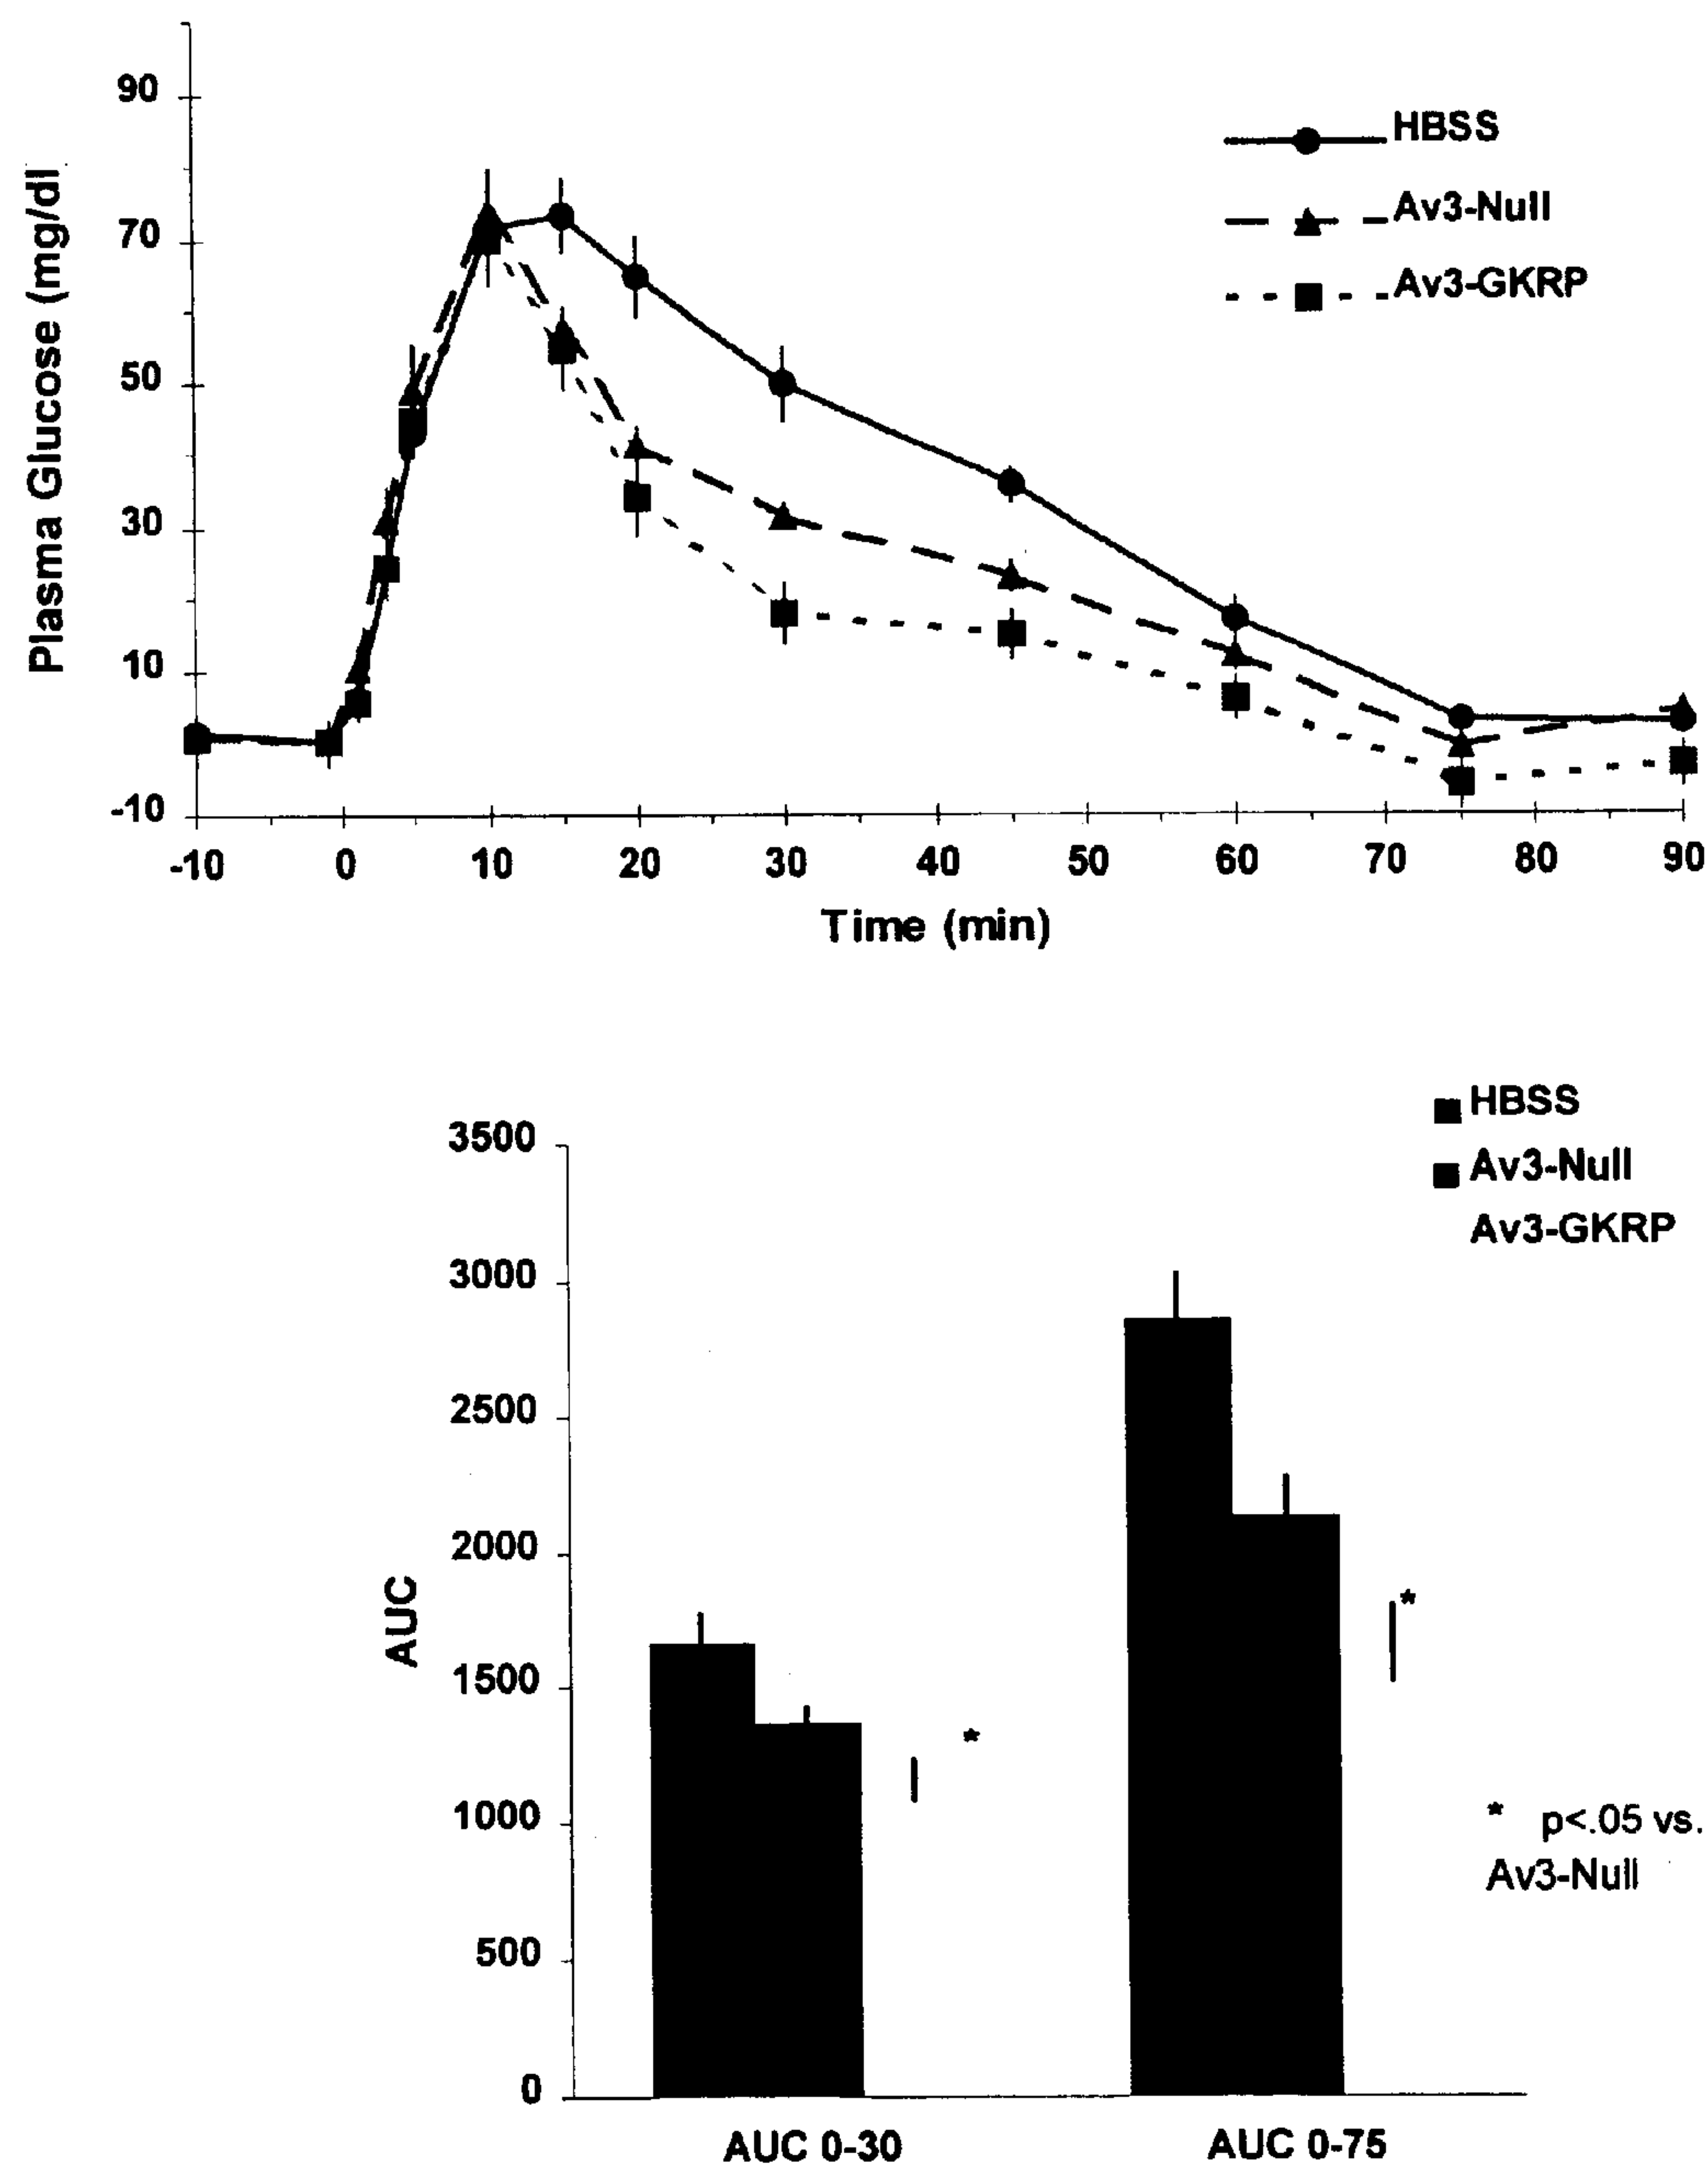 90
70
50
30
10
-10
Plasma Glucose (mg/dl
HBSS
Av3-Null
Av3-GKRP
-10 0 10 20 30 40 50 60 70 80 90
Time (min)
HBSS
Av3-Null
Av3-GKRP
3500
3000
2500
2000
1500
1000
500
0
AUC
*
*
* p<.05 vs.
Av3-Null
AUC 0-30 AUC 0-75